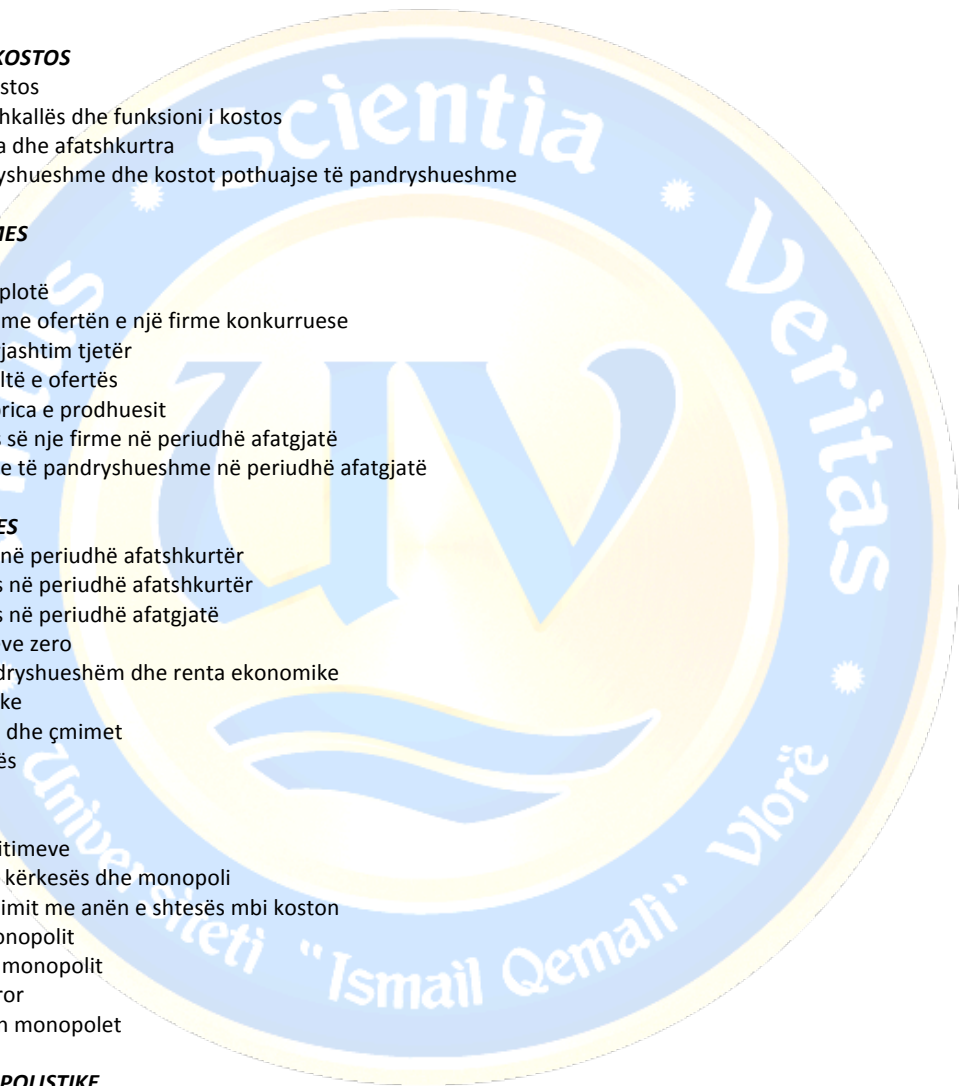 KOSTOS
stos
hkallës dhe funksioni i kostos
a dhe afatshkurtra
yshueshme dhe kostot pothuajse të pandryshueshme
MES
plotë
me ofertën e një firme konkurruese
jashtim tjetër
ltë e ofertës
rica e prodhuesit
s së nje firme në periudhë afatgjatë
e të pandryshueshme në periudhë afatgjatë
ES
në periudhë afatshkurtër
s në periudhë afatshkurtër
s në periudhë afatgjatë
ve zero
dryshueshëm dhe renta ekonomike
ke
dhe çmimet
ës
itimeve
kërkesës dhe monopoli
imit me anën e shtesës mbi koston
onopolit
monopolit
ror
n monopolet
POLISTIKE
Scientia
Veritas
Universiteti "Ismail Qemali" Vlorë
UV